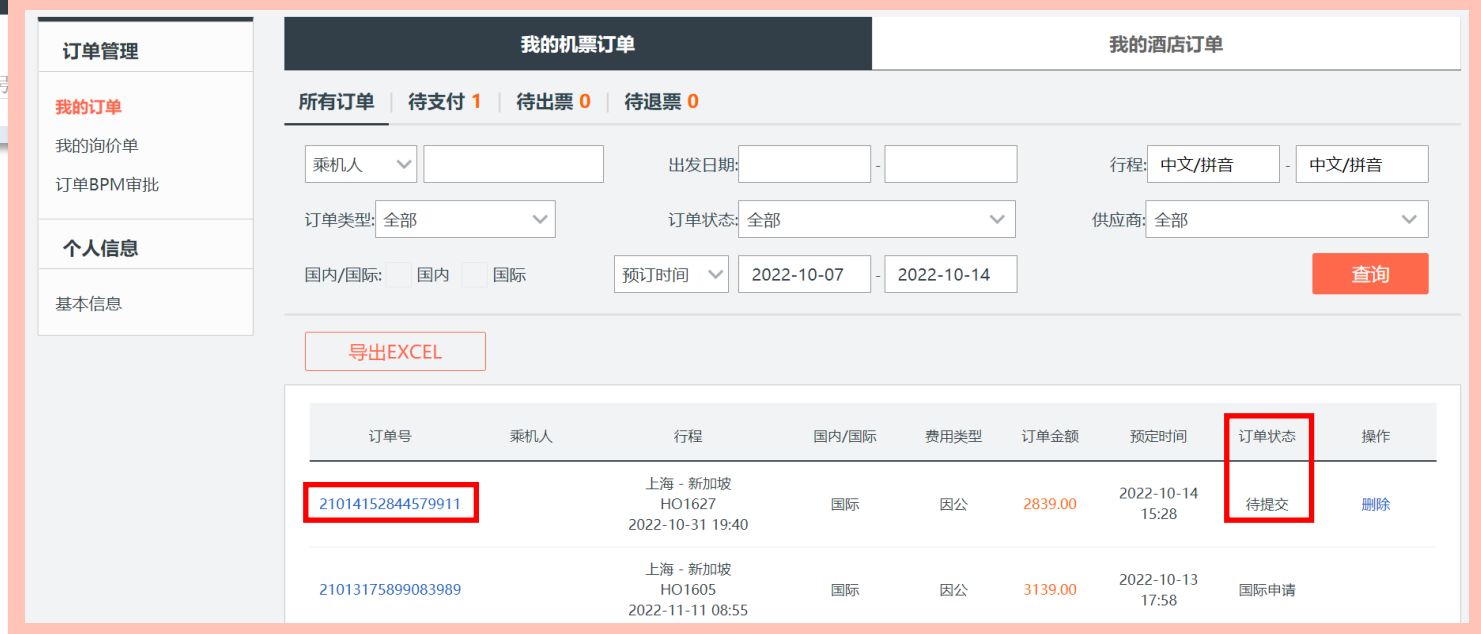 订单管理
我的订单
我的询价单
订单BPM审批
个人信息
基本信息
我的机票订单 我的酒店订单
所有订单 待支付 1 待出票 0 待退票 0
乘机人 出发日期: - 行程: 中文/拼音 - 中文/拼音
订单类型: 全部 订单状态: 全部 供应商: 全部
国内/国际: 国内 国际 预订时间 2022-10-07 - 2022-10-14 查询
导出EXCEL
订单号 乘机人 行程 国内/国际 费用类型 订单金额 预定时间 订单状态 操作
上海 - 新加坡
21014152844579911 HO1627 国际 因公 2839.00 2022-10-14 15:28 待提交 删除
2022-10-31 19:40
上海 - 新加坡
21013175899083989 HO1605 国际 因公 3139.00 2022-10-13 17:58 国际申请
2022-11-11 08:55